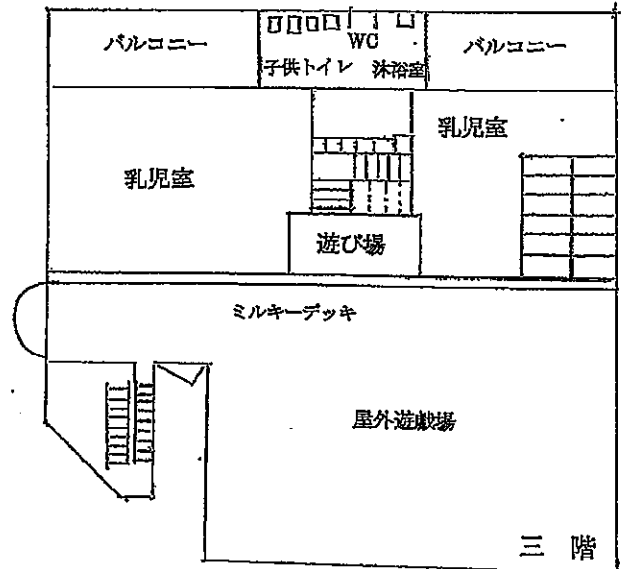 バルコニー
WC
バルコニー
子供トイレ
沐浴室
乳児室
乳児室
遊び場
ミルキーデッキ
屋外遊戯場
三 階